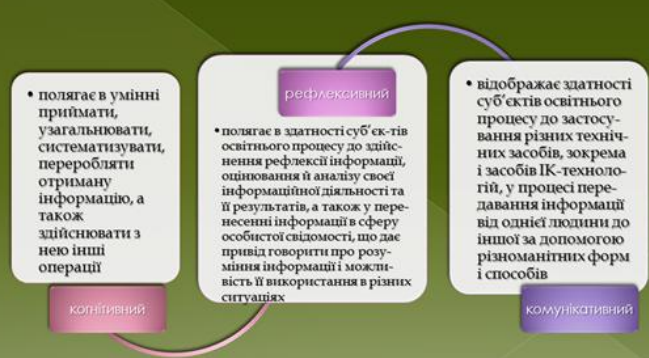 • полягає в умінні
приймати,
узагальнювати,
систематизувати,
переробляти
отриману
інформацію, а
також
здійснювати з
нею інші
операції
когнітивний
рефлексивний
•полягає в здатності суб’єк-тів
освітнього процесу до здійс-
нення рефлексії інформації,
оцінювання й аналізу своєї
інформаційної діяльності та
її результатів, а також у пере-
несенні інформації в сферу
особистої свідомості, що дає
привід говорити про розу-
міння інформації і можли-
вість її використання в різних
ситуаціях
• відображає здатності
суб’єктів освітнього
процесу до застосу-
вання різних техніч-
них засобів, зокрема
і засобів ІК-техноло-
гій, у процесі пере-
давання інформації
від однієї людини до
іншої за допомогою
різноманітних форм
і способів
комунікативний